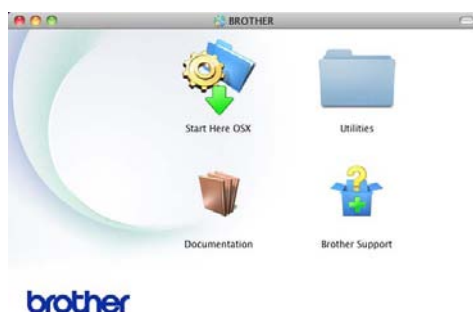 BROTHER
Start Here OSX
Utilities
Documentation
Brother Support
brother